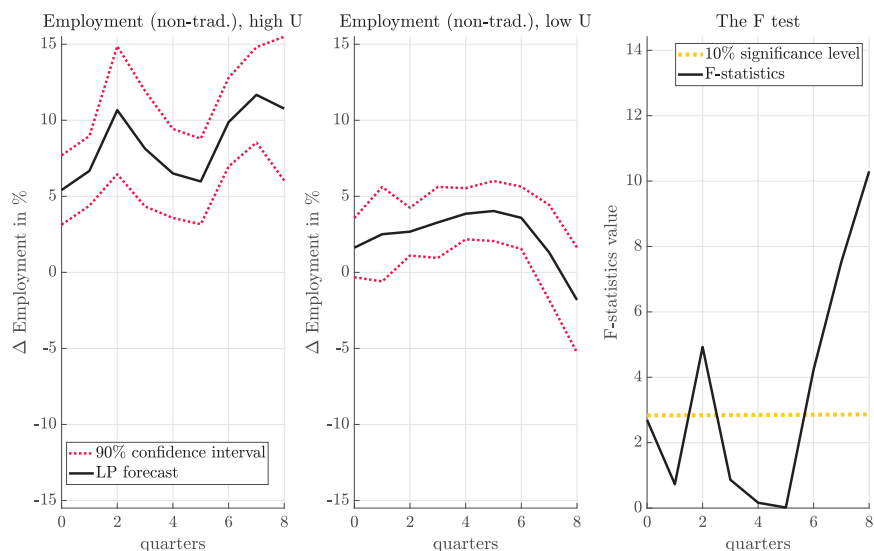 Employment (non-trad.), high U
Δ Employment in %
15
10
5
0
-5
-10
-15
90% confidence interval
LP forecast
0 2 4 6 8
quarters
Employment (non-trad.), low U
Δ Employment in %
15
10
5
0
-5
-10
-15
0 2 4 6 8
quarters
The F test
F-statistics value
14
12
10
8
6
4
2
0
10% significance level
F-statistics
0 2 4 6 8
quarters